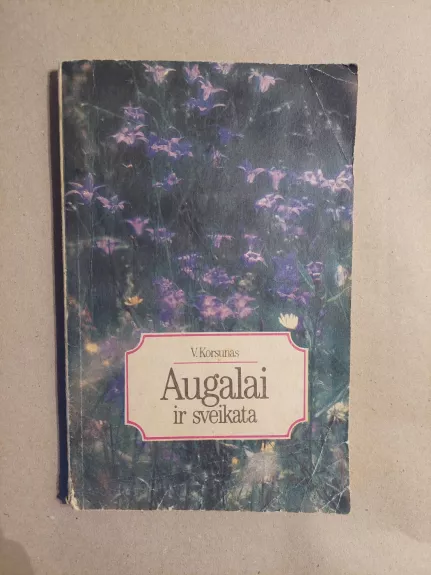 V. Korsunas
Augalai
ir sveikata